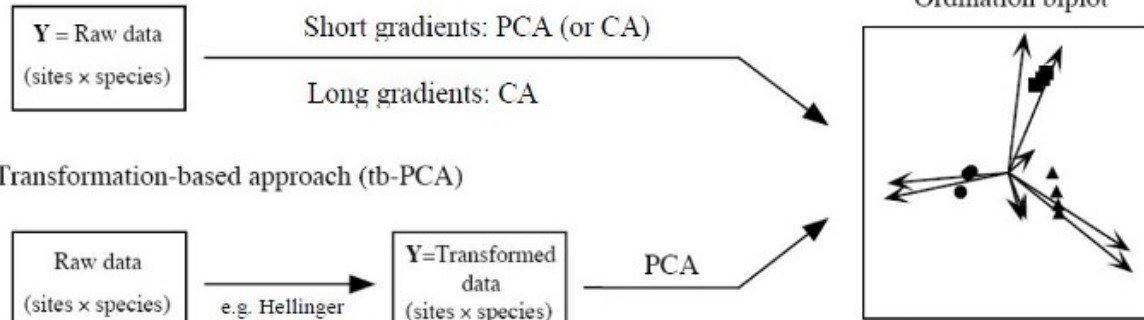 Ordination biplot
Y = Raw data
(sites × species)
Short gradients: PCA (or CA)
Long gradients: CA
Transformation-based approach (tb-PCA)
Raw data
(sites × species)
e.g. Hellinger
Y=Transformed
data
(sites × species)
PCA